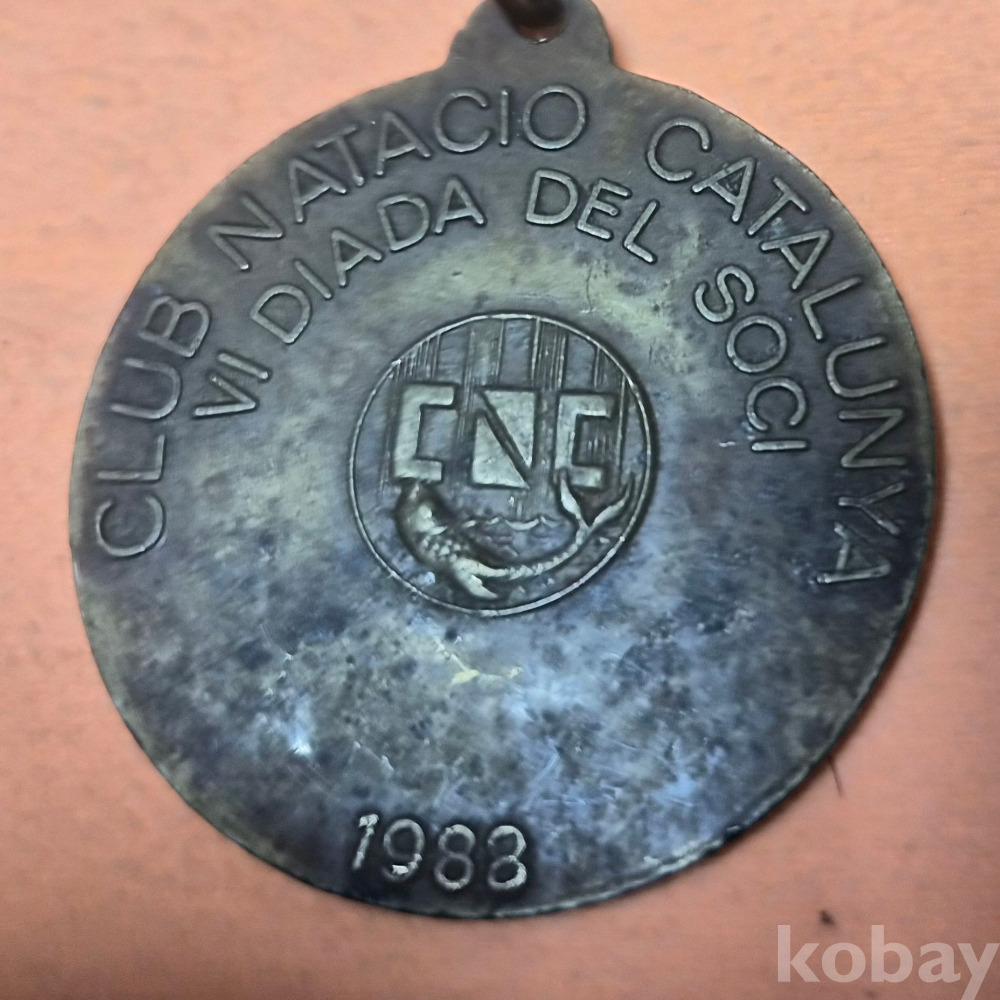 CLUB NATACIO CATALUNYA
VI DIADA DEL SOCI
CNC
1988
kobay